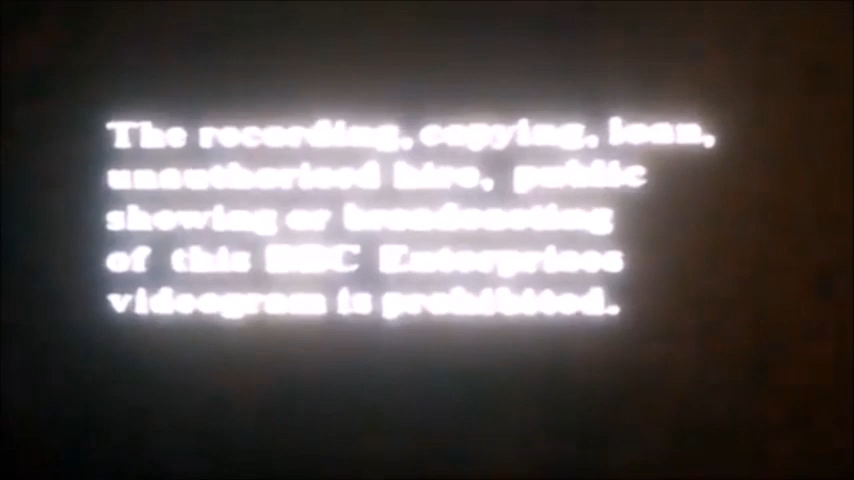 The recording, copying, loan,
unauthorised hire, public
showing or broadcasting
of this BBC Enterprises
videogram is prohibited.